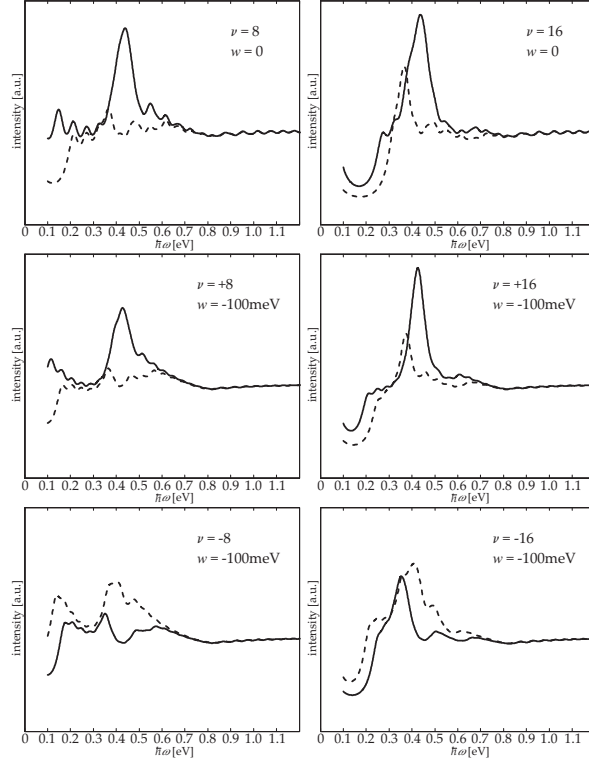 ν = 8
w = 0
intensity [a.u.]
0 0.1 0.2 0.3 0.4 0.5 0.6 0.7 0.8 0.9 1.0 1.1
ħω [eV]
ν = 16
w = 0
intensity [a.u.]
0 0.1 0.2 0.3 0.4 0.5 0.6 0.7 0.8 0.9 1.0 1.1
ħω [eV]
ν = +8
w = -100meV
intensity [a.u.]
0 0.1 0.2 0.3 0.4 0.5 0.6 0.7 0.8 0.9 1.0 1.1
ħω [eV]
ν = +16
w = -100meV
intensity [a.u.]
0 0.1 0.2 0.3 0.4 0.5 0.6 0.7 0.8 0.9 1.0 1.1
ħω [eV]
ν = -8
w = -100meV
intensity [a.u.]
0 0.1 0.2 0.3 0.4 0.5 0.6 0.7 0.8 0.9 1.0 1.1
ħω [eV]
ν = -16
w = -100meV
intensity [a.u.]
0 0.1 0.2 0.3 0.4 0.5 0.6 0.7 0.8 0.9 1.0 1.1
ħω [eV]